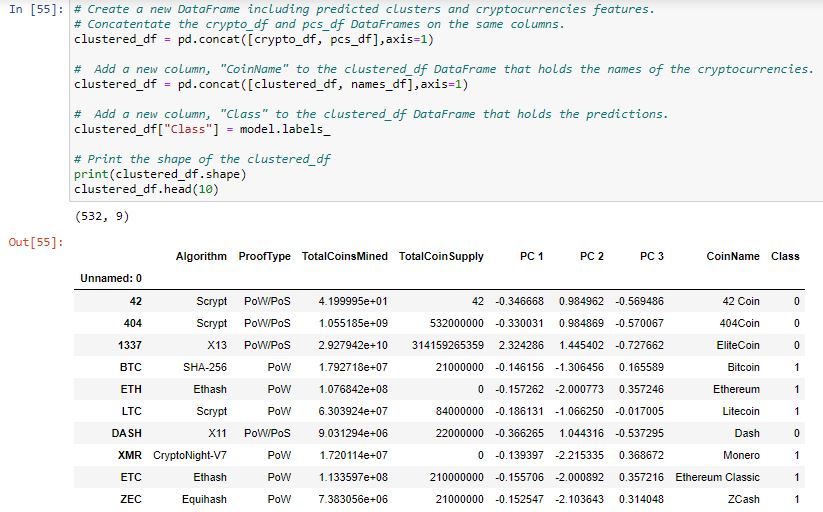 In [55]: # Create a new DataFrame including predicted clusters and cryptocurrencies features.
# Concatentate the crypto_df and pcs_df DataFrames on the same columns.
clustered_df = pd.concat([crypto_df, pcs_df],axis=1)
#  Add a new column, "CoinName" to the clustered_df DataFrame that holds the names of the cryptocurrencies.
clustered_df = pd.concat([clustered_df, names_df],axis=1)
#  Add a new column, "Class" to the clustered_df DataFrame that holds the predictions.
clustered_df["Class"] = model.labels_
# Print the shape of the clustered_df
print(clustered_df.shape)
clustered_df.head(10)
(532, 9)
Out[55]:
Algorithm ProofType TotalCoinsMined TotalCoinSupply PC 1 PC 2 PC 3 CoinName Class
Unnamed: 0
42 Scrypt PoW/PoS 4.199995e+01 42 -0.346668 0.984962 -0.569486 42 Coin 0
404 Scrypt PoW/PoS 1.055185e+09 532000000 -0.330031 0.984869 -0.570067 404Coin 0
1337 X13 PoW/PoS 2.927942e+10 314159265359 2.324286 1.445402 -0.727662 EliteCoin 0
BTC SHA-256 PoW 1.792718e+07 21000000 -0.146156 -1.306456 0.165589 Bitcoin 1
ETH Ethash PoW 1.076842e+08 0 -0.157262 -2.000773 0.357246 Ethereum 1
LTC Scrypt PoW 6.303924e+07 84000000 -0.186131 -1.066250 -0.017005 Litecoin 1
DASH X11 PoW/PoS 9.031294e+06 22000000 -0.366265 1.044316 -0.537295 Dash 0
XMR CryptoNight-V7 PoW 1.720114e+07 0 -0.139397 -2.215335 0.368672 Monero 1
ETC Ethash PoW 1.133597e+08 210000000 -0.155706 -2.000892 0.357216 Ethereum Classic 1
ZEC Equihash PoW 7.383056e+06 21000000 -0.152547 -2.103643 0.314048 ZCash 1